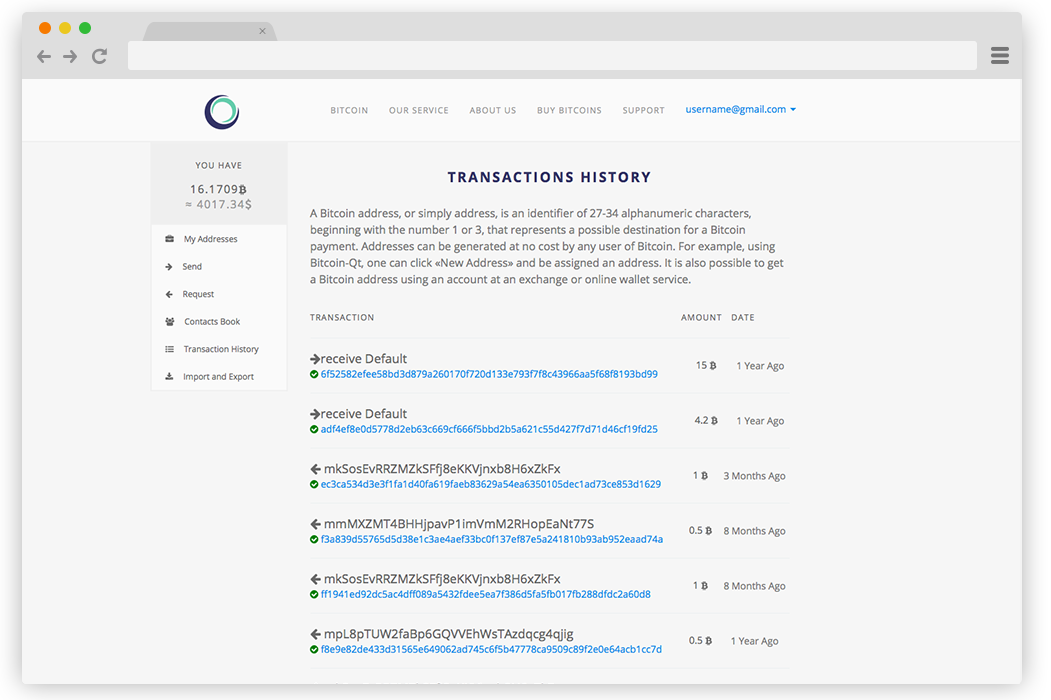 BITCOIN OUR SERVICE ABOUT US BUY BITCOINS SUPPORT username@gmail.com
YOU HAVE
16.1709฿
≈ 4017.34$
My Addresses
Send
Request
Contacts Book
Transaction History
Import and Export
TRANSACTIONS HISTORY
A Bitcoin address, or simply address, is an identifier of 27-34 alphanumeric characters,
beginning with the number 1 or 3, that represents a possible destination for a Bitcoin
payment. Addresses can be generated at no cost by any user of Bitcoin. For example, using
Bitcoin-Qt, one can click «New Address» and be assigned an address. It is also possible to get
a Bitcoin address using an account at an exchange or online wallet service.
TRANSACTION AMOUNT DATE
receive Default
6f52582efee58bd3d879a260170f720d133e793f7f8c43966aa5f68f8193bd99
15 ฿ 1 Year Ago
receive Default
adf4ef8e0d5778d2eb63c669cf666f5bbd2b5a621c55d427f7d71d46cf19fd25
4.2 ฿ 1 Year Ago
mkSosEvRRZMZkSFfj8eKKVjnxb8H6xZkFx
ec3ca534d3e3f1fa1d40fa619faeb83629a54ea6350105dec1ad73ce853d1629
1 ฿ 3 Months Ago
mmMXZMT4BHHjpavP1imVmM2RHopEaNt77S
f3a839d55765d5d38e1c3ae4aef33bc0f137ef87e5a241810b93ab952eaad74a
0.5 ฿ 8 Months Ago
mkSosEvRRZMZkSFfj8eKKVjnxb8H6xZkFx
ff1941ed92dc5ac4dff089a5432fdee5ea7f386d5fa5fb017fb288dfdc2a60d8
1 ฿ 8 Months Ago
mpL8pTUW2faBp6GQVVEhWsTAzdqcg4qjig
f8e9e82de433d31565e649062ad745c6f5b47778ca9509c89f2e0e64acb1cc7d
0.5 ฿ 1 Year Ago